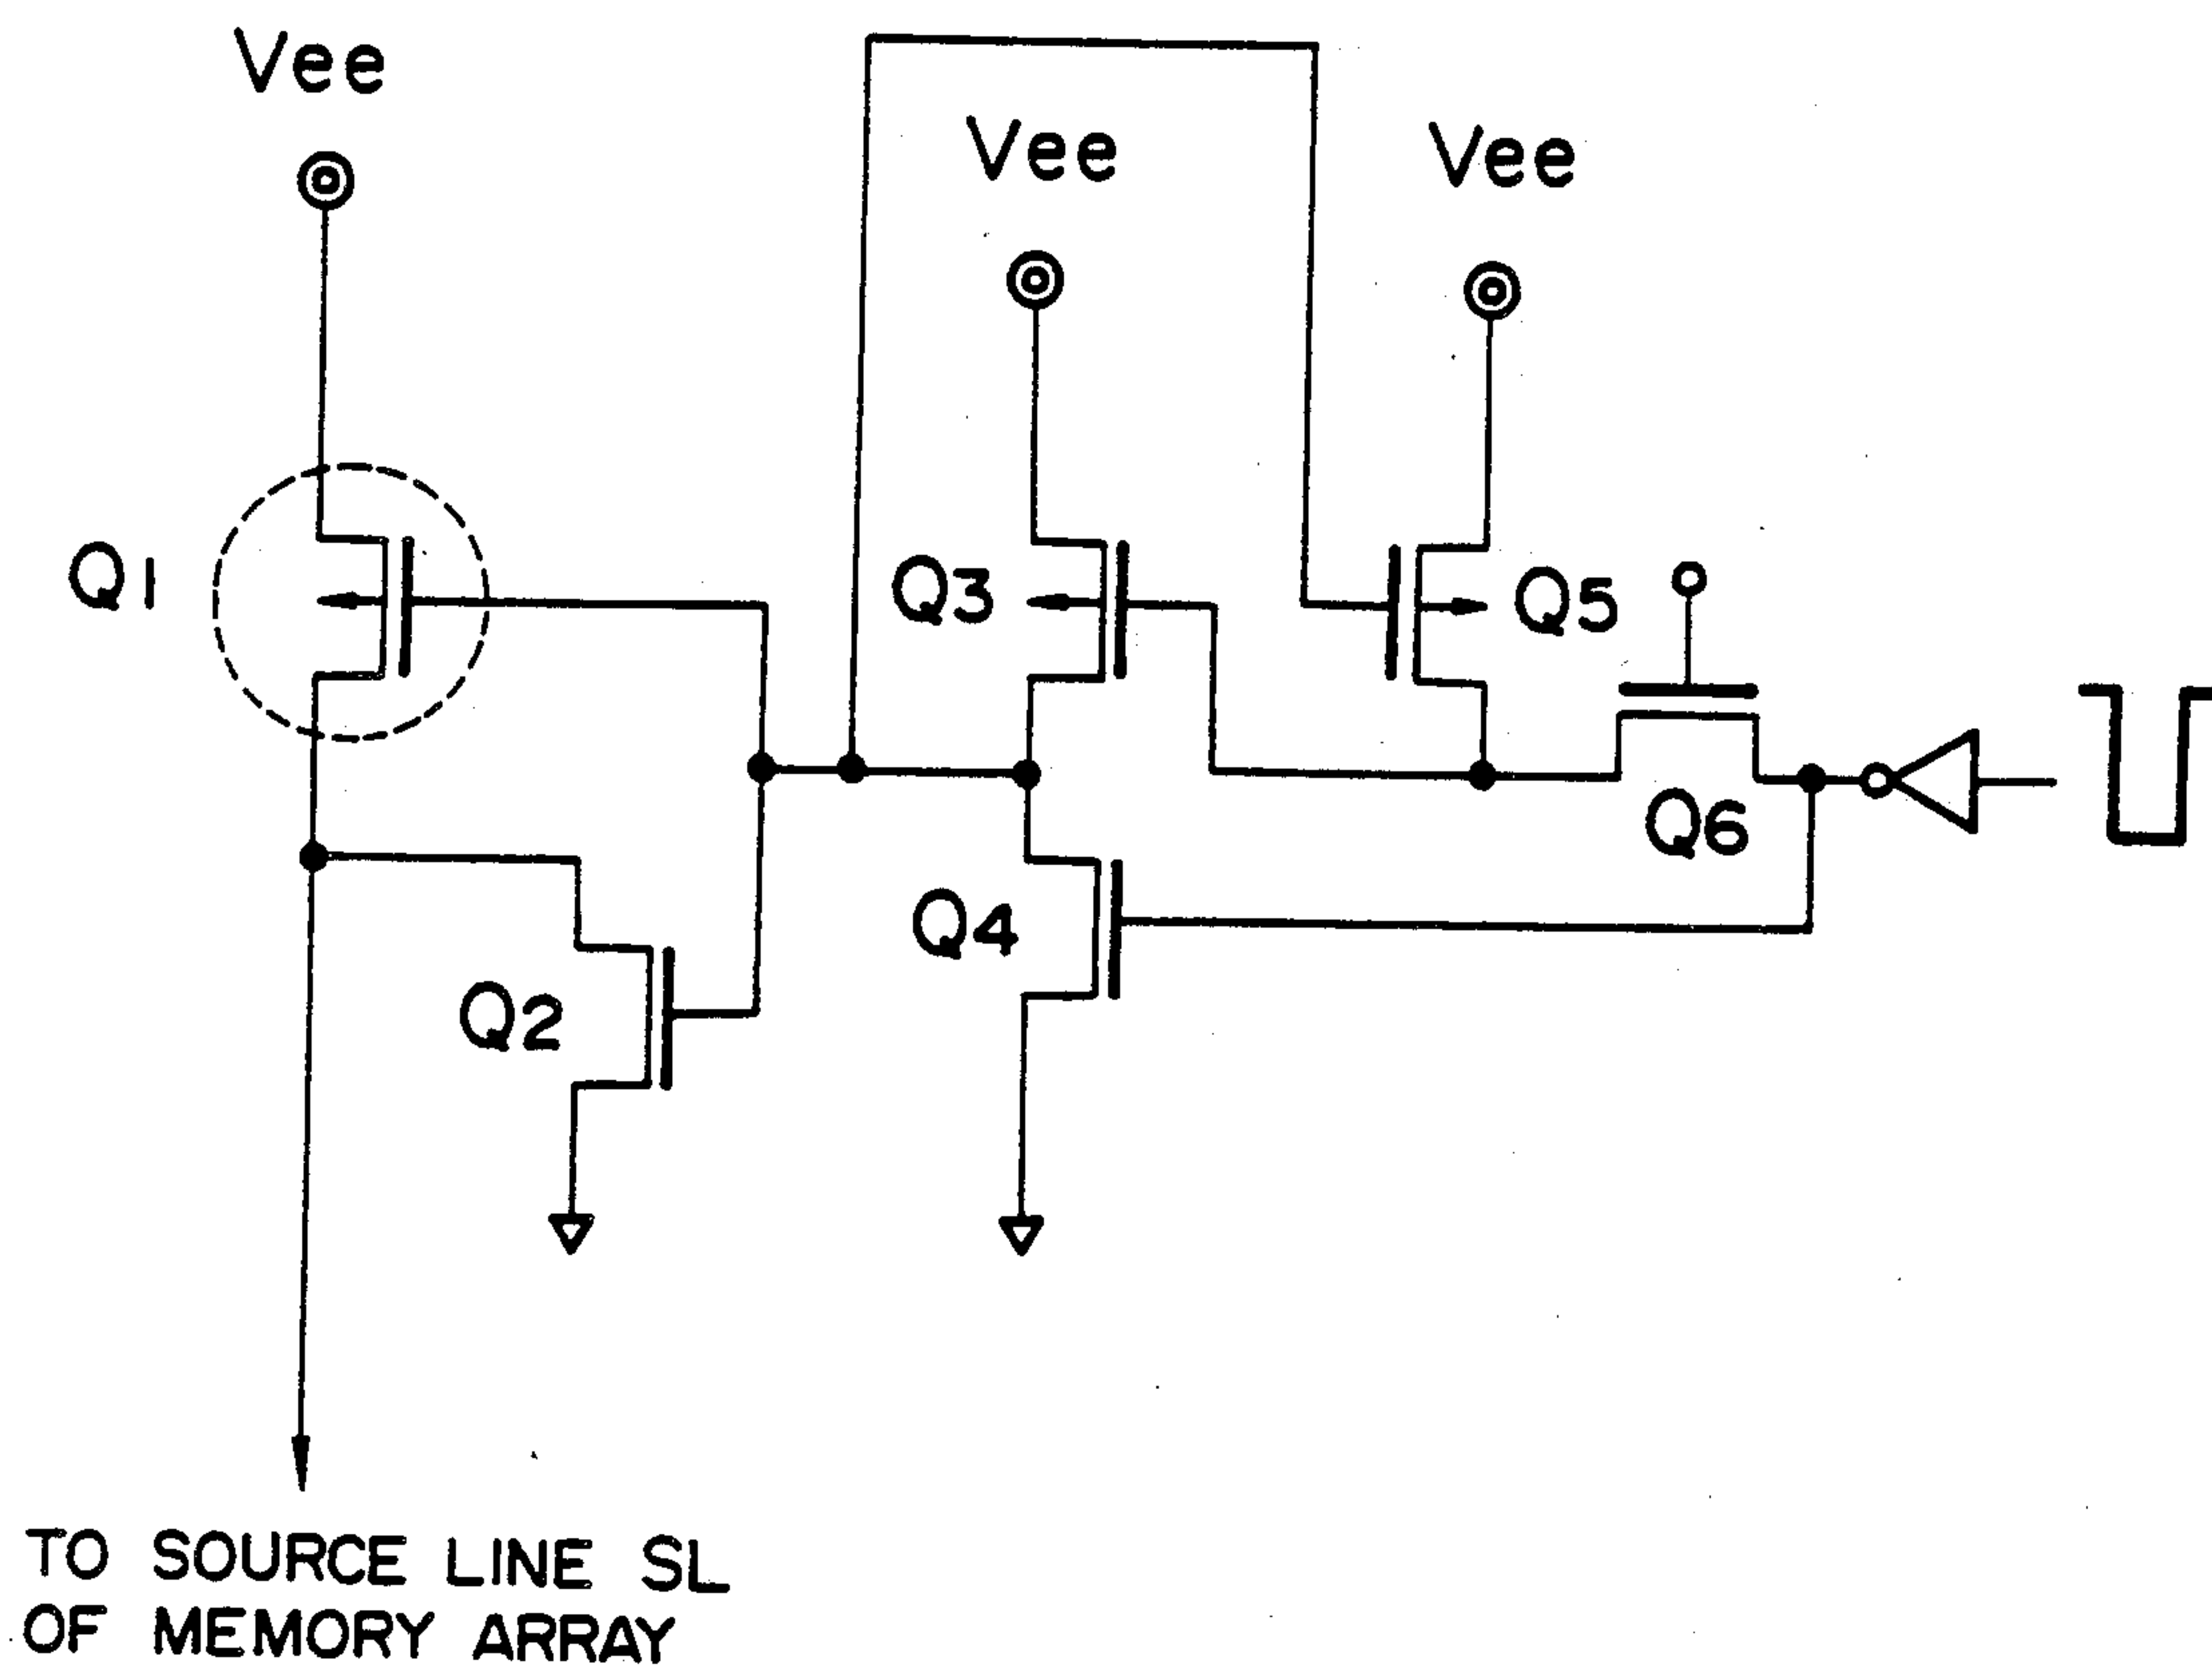 Vee
Vee
Vee
Q1
Q3
Q5
Q6
Q4
Q2
TO SOURCE LINE SL
OF MEMORY ARRAY